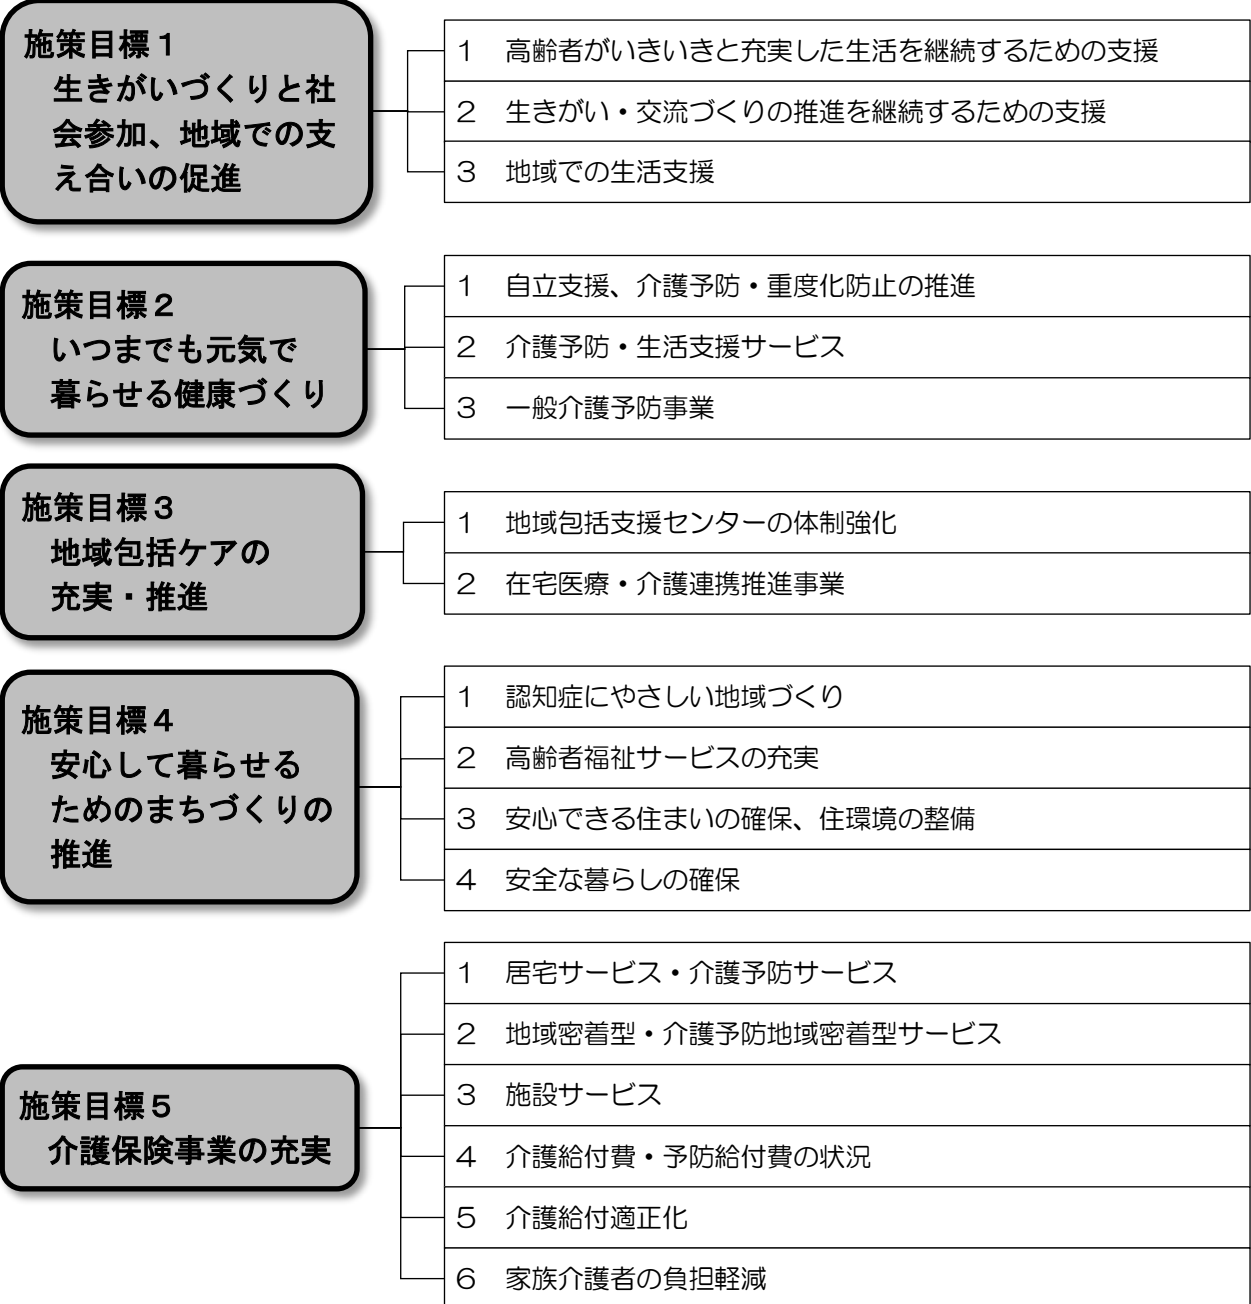 施策目標１
生きがいづくりと社
会参加、地域での支
え合いの促進
１　高齢者がいきいきと充実した生活を継続するための支援
２　生きがい・交流づくりの推進を継続するための支援
３　地域での生活支援
施策目標２
いつまでも元気で
暮らせる健康づくり
１　自立支援、介護予防・重度化防止の推進
２　介護予防・生活支援サービス
３　一般介護予防事業
施策目標３
地域包括ケアの
充実・推進
１　地域包括支援センターの体制強化
２　在宅医療・介護連携推進事業
施策目標４
安心して暮らせる
ためのまちづくりの
推進
１　認知症にやさしい地域づくり
２　高齢者福祉サービスの充実
３　安心できる住まいの確保、住環境の整備
４　安全な暮らしの確保
施策目標５
介護保険事業の充実
１　居宅サービス・介護予防サービス
２　地域密着型・介護予防地域密着型サービス
３　施設サービス
４　介護給付費・予防給付費の状況
５　介護給付適正化
６　家族介護者の負担軽減